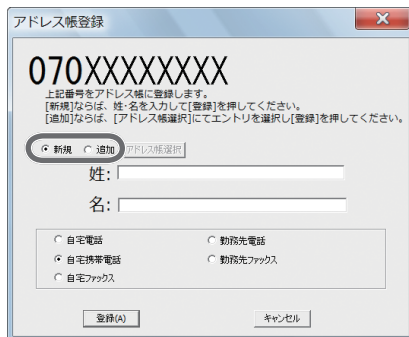 アドレス帳登録
070XXXXXXXX
上記番号をアドレス帳に登録します。
[新規]ならば、姓・名を入力して[登録]を押してください。
[追加]ならば、[アドレス帳選択]にてエントリを選択し[登録]を押してください。
新規 追加 アドレス帳選択
姓:
名:
自宅電話 勤務先電話
自宅携帯電話 勤務先ファックス
自宅ファックス
登録(A) キャンセル